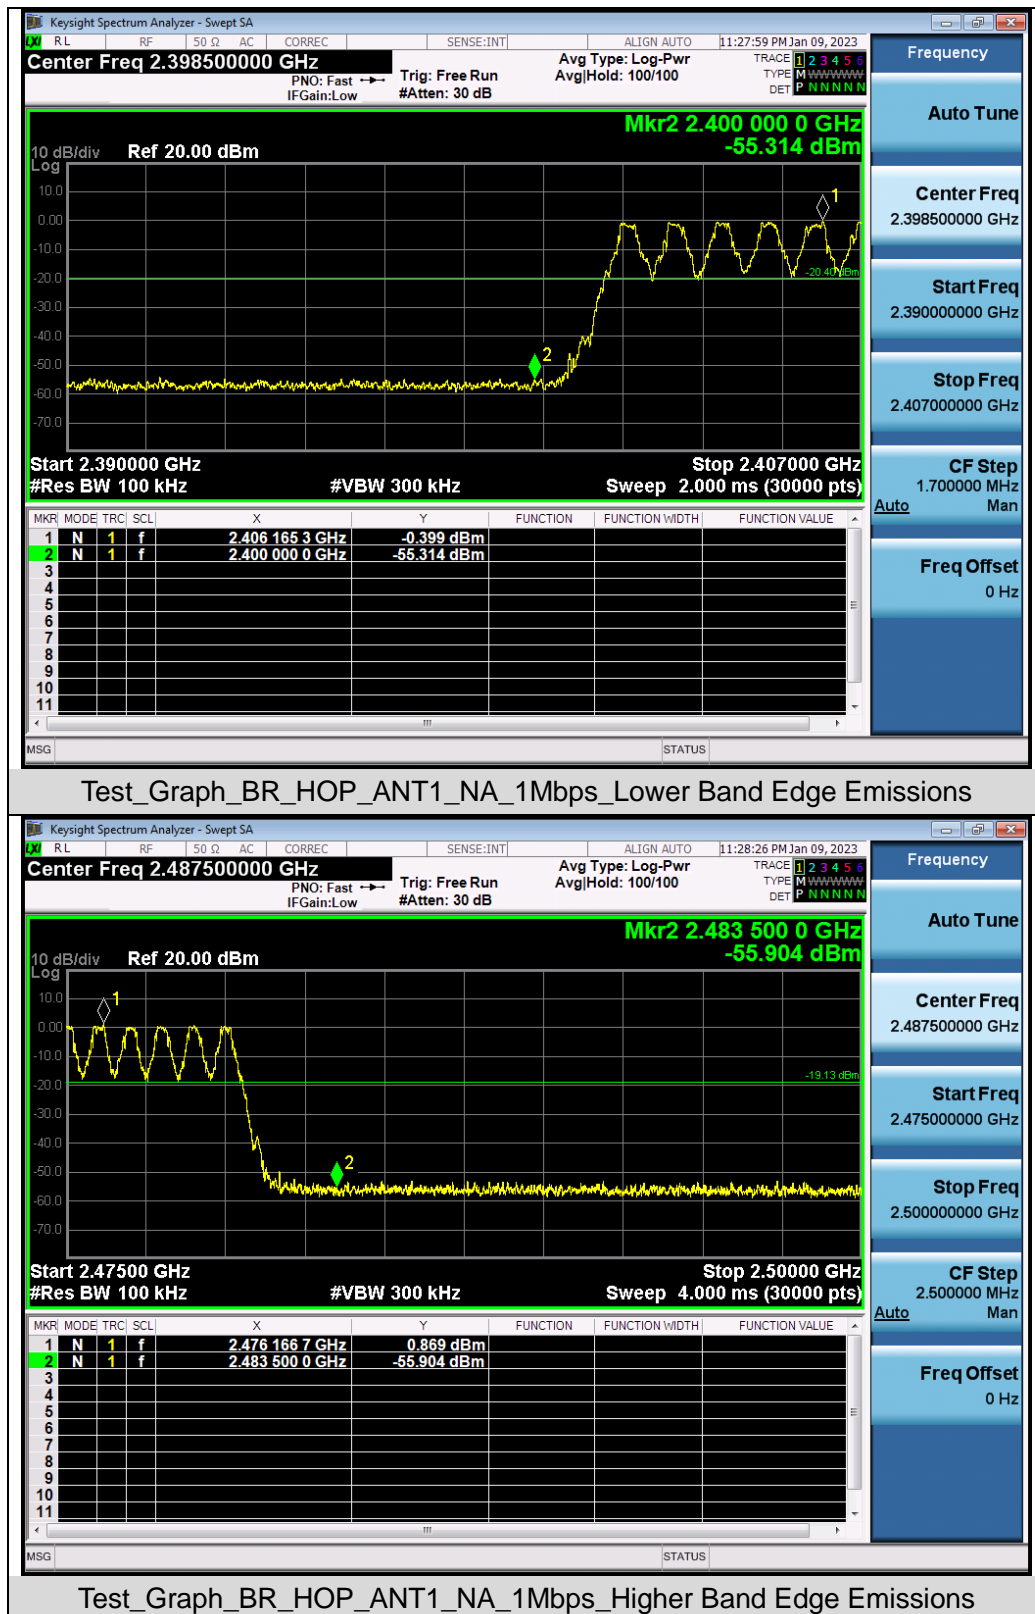 Keysight Spectrum Analyzer - Swept SA
LXI RL RF 50 Ω AC CORREC SENSE:INT ALIGN AUTO 11:27:59 PM Jan 09, 2023
Center Freq 2.398500000 GHz
PNO: Fast
IFGain:Low
Trig: Free Run
#Atten: 30 dB
Avg Type: Log-Pwr
Avg|Hold: 100/100
TRACE 1 2 3 4 5 6
TYPE M WWWWW
DET P N N N N N
Mkr2 2.400 000 0 GHz
-55.314 dBm
10 dB/div Ref 20.00 dBm
Log
10.0
0.00
-10.0
-20.0
-30.0
-40.0
-50.0
-60.0
-70.0
1
2
-20.40 dBm
Start 2.390000 GHz Stop 2.407000 GHz
#Res BW 100 kHz #VBW 300 kHz Sweep 2.000 ms (30000 pts)
MKR MODE TRC SCL X Y FUNCTION FUNCTION WIDTH FUNCTION VALUE
1 N 1 f 2.406 165 3 GHz -0.399 dBm
2 N 1 f 2.400 000 0 GHz -55.314 dBm
3
4
5
6
7
8
9
10
11
MSG STATUS
Frequency
Auto Tune
Center Freq
2.398500000 GHz
Start Freq
2.390000000 GHz
Stop Freq
2.407000000 GHz
CF Step
1.700000 MHz
Auto Man
Freq Offset
0 Hz
Test_Graph_BR_HOP_ANT1_NA_1Mbps_Lower Band Edge Emissions
Keysight Spectrum Analyzer - Swept SA
LXI RL RF 50 Ω AC CORREC SENSE:INT ALIGN AUTO 11:28:26 PM Jan 09, 2023
Center Freq 2.487500000 GHz
PNO: Fast
IFGain:Low
Trig: Free Run
#Atten: 30 dB
Avg Type: Log-Pwr
Avg|Hold: 100/100
TRACE 1 2 3 4 5 6
TYPE M WWWWW
DET P N N N N N
Mkr2 2.483 500 0 GHz
-55.904 dBm
10 dB/div Ref 20.00 dBm
Log
10.0
0.00
-10.0
-20.0
-30.0
-40.0
-50.0
-60.0
-70.0
1
2
-19.13 dBm
Start 2.47500 GHz Stop 2.50000 GHz
#Res BW 100 kHz #VBW 300 kHz Sweep 4.000 ms (30000 pts)
MKR MODE TRC SCL X Y FUNCTION FUNCTION WIDTH FUNCTION VALUE
1 N 1 f 2.476 166 7 GHz 0.869 dBm
2 N 1 f 2.483 500 0 GHz -55.904 dBm
3
4
5
6
7
8
9
10
11
MSG STATUS
Frequency
Auto Tune
Center Freq
2.487500000 GHz
Start Freq
2.475000000 GHz
Stop Freq
2.500000000 GHz
CF Step
2.500000 MHz
Auto Man
Freq Offset
0 Hz
Test_Graph_BR_HOP_ANT1_NA_1Mbps_Higher Band Edge Emissions